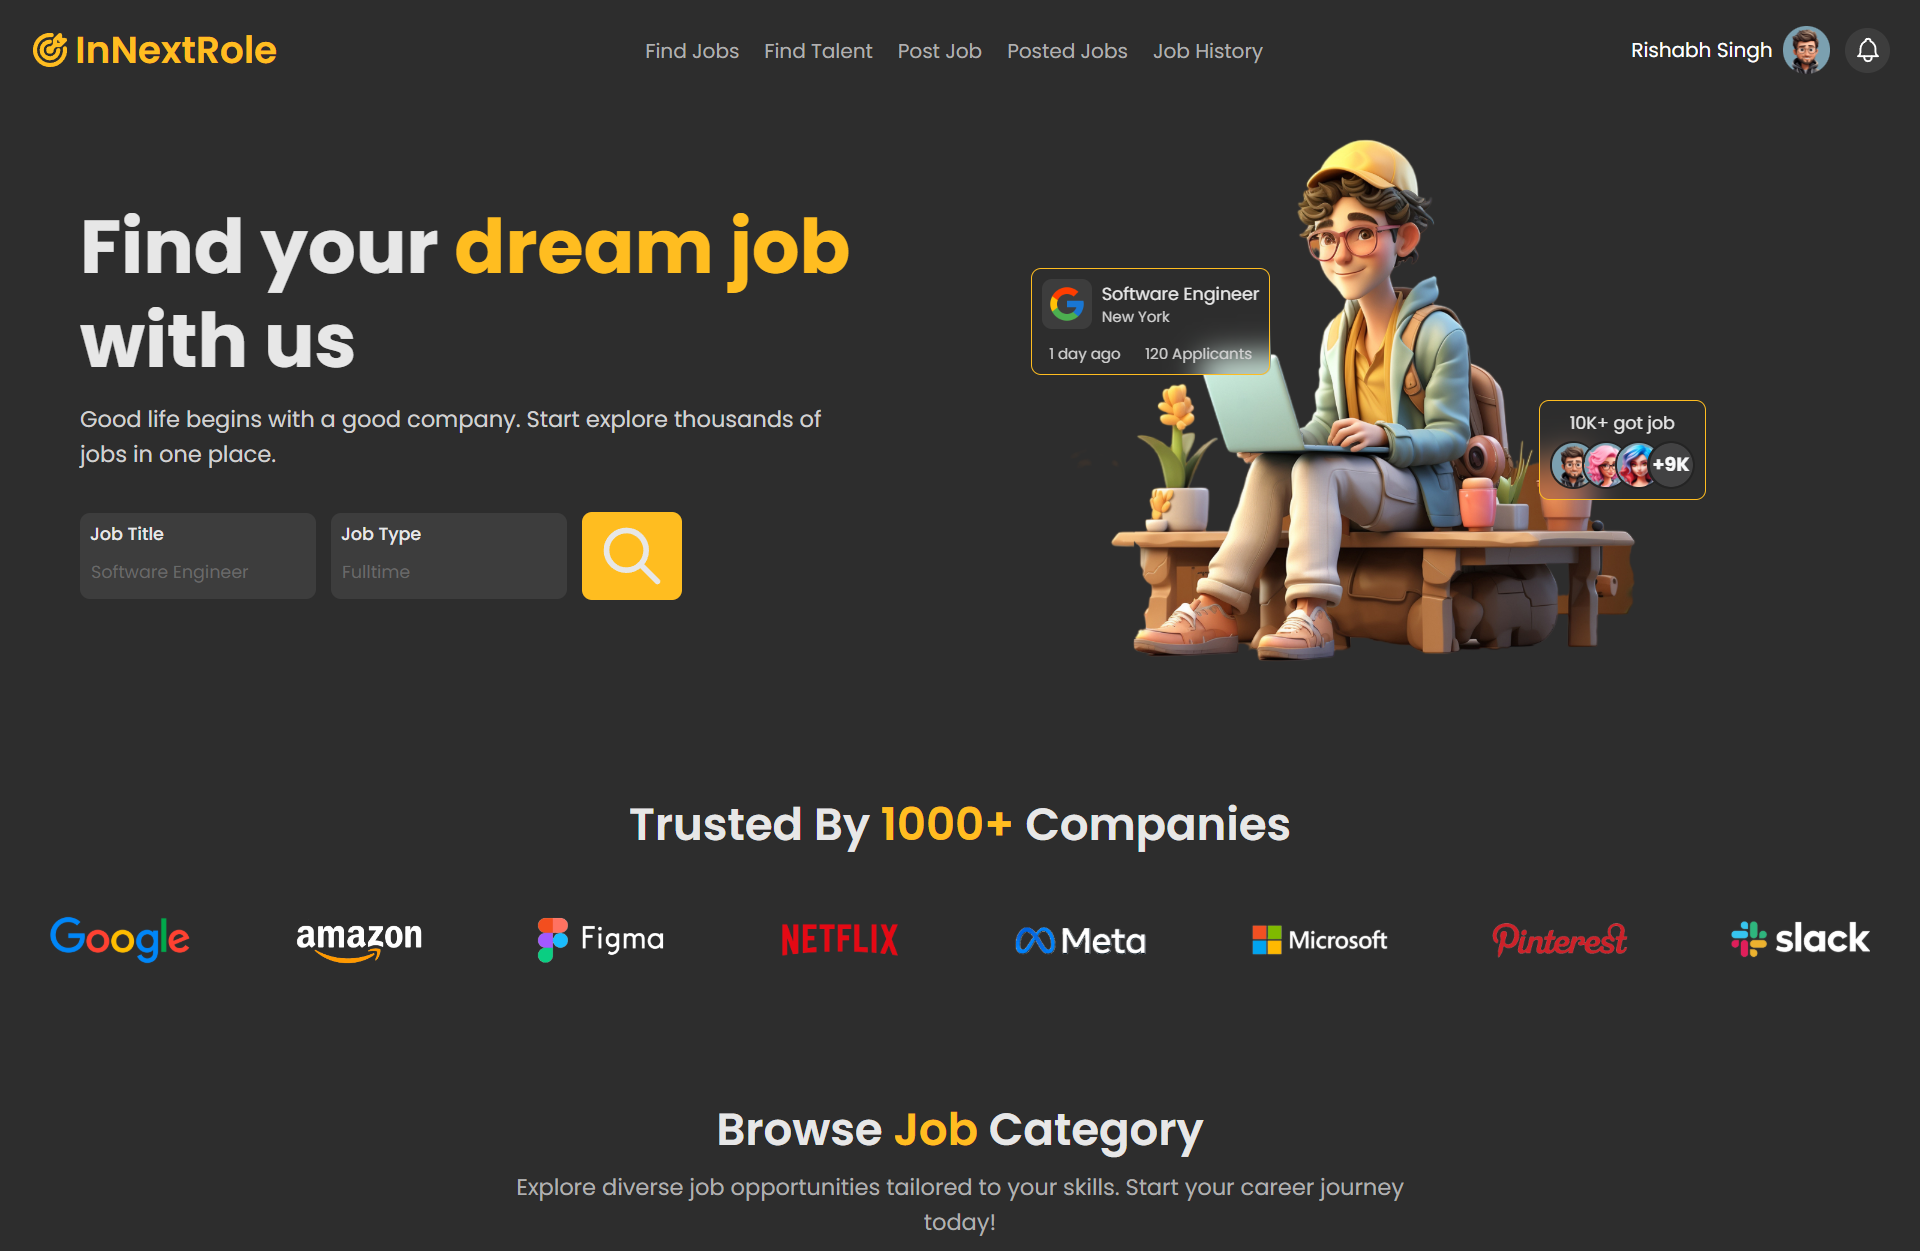 InNextRole
Find Jobs Find Talent Post Job Posted Jobs Job History
Rishabh Singh
Find your dream job
with us
Good life begins with a good company. Start explore thousands of
jobs in one place.
Job Title
Software Engineer
Job Type
Fulltime
Software Engineer
New York
1 day ago 120 Applicants
10K+ got job
+9K
Trusted By 1000+ Companies
Google amazon Figma NETFLIX Meta Microsoft Pinterest slack
Browse Job Category
Explore diverse job opportunities tailored to your skills. Start your career journey
today!